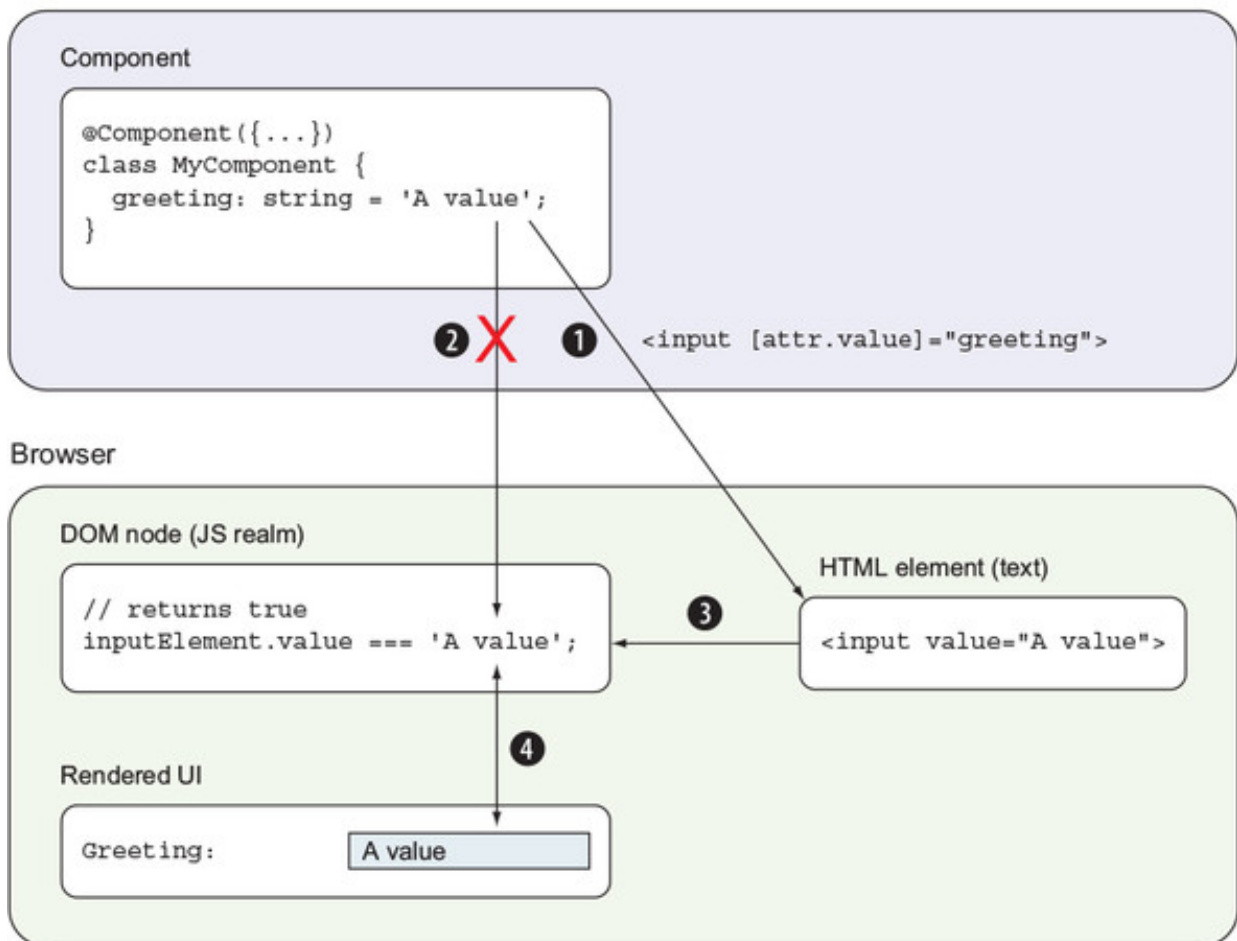 Component
@Component({...})
class MyComponent {
  greeting: string = 'A value';
}
2 X 1 <input [attr.value]="greeting">
Browser
DOM node (JS realm)
HTML element (text)
// returns true
inputElement.value === 'A value';
3
<input value="A value">
4
Rendered UI
Greeting: A value